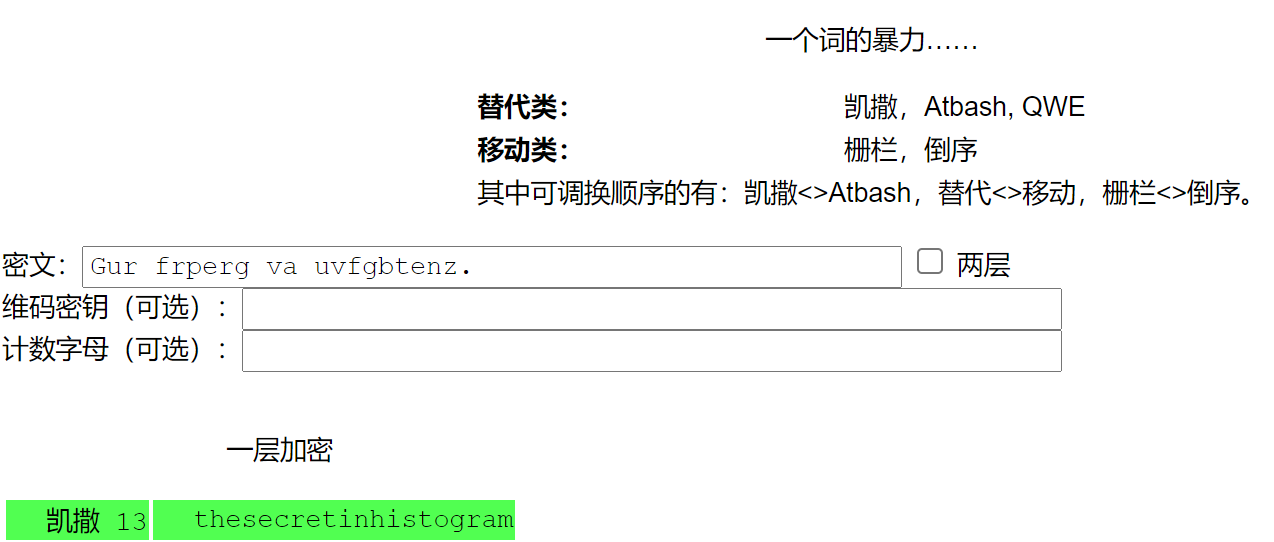 一个词的暴力……
替代类： 凯撒，Atbash, QWE
移动类： 栅栏，倒序
其中可调换顺序的有：凯撒<>Atbash，替代<>移动，栅栏<>倒序。
密文： Gur frperg va uvfgbtenz. 两层
维码密钥（可选）：
计数字母（可选）：
一层加密
凯撒 13 thesecretinhistogram